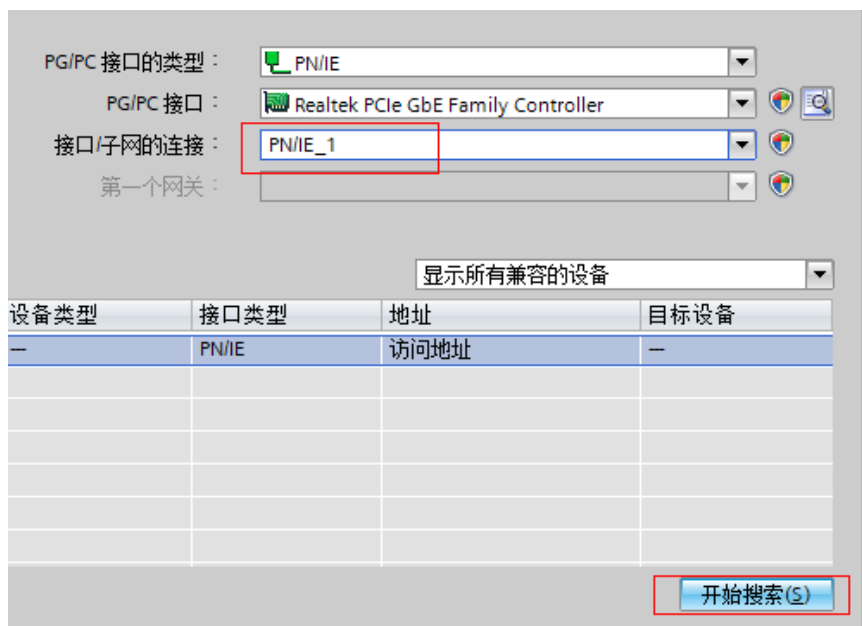 PG/PC 接口的类型： PN/IE
PG/PC 接口： Realtek PCIe GbE Family Controller
接口/子网的连接： PN/IE_1
第一个网关：
显示所有兼容的设备
设备类型 接口类型 地址 目标设备
— PN/IE 访问地址 —
开始搜索(S)